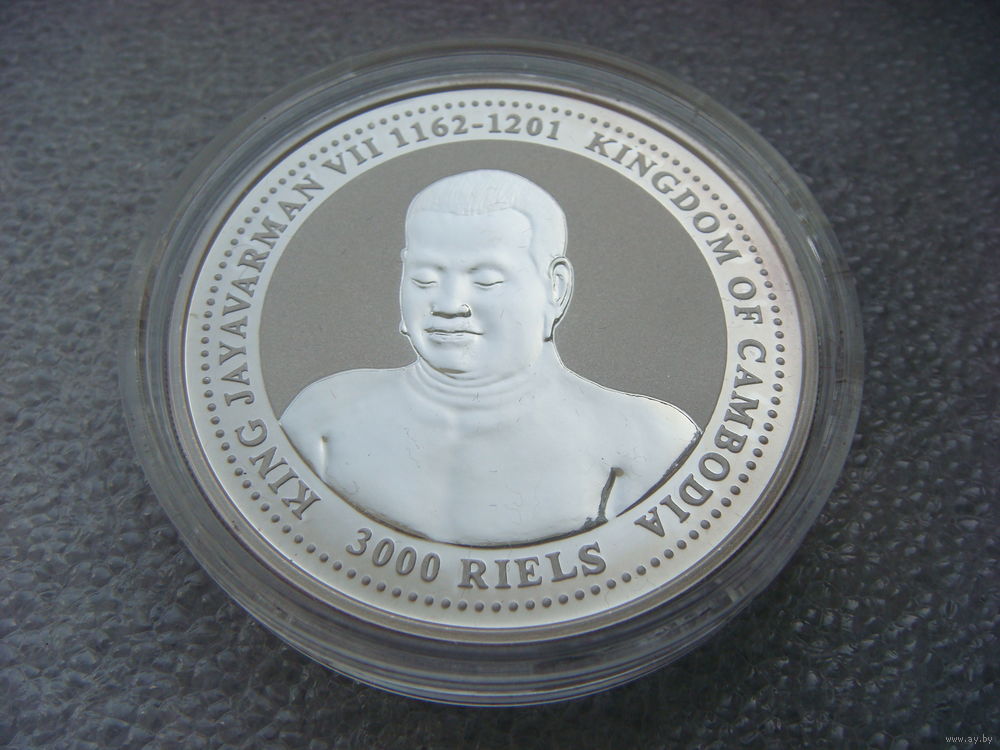 KING JAYAVARMAN VII 1162-1201
KINGDOM OF CAMBODIA
3000 RIELS
www.ay.by